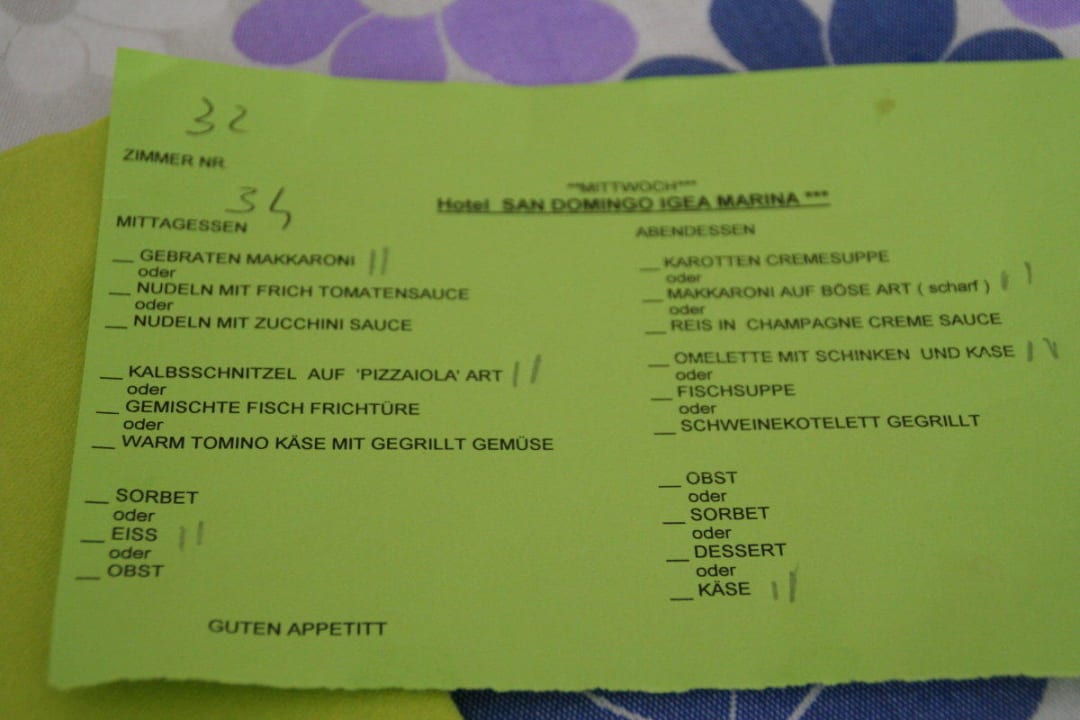 32
ZIMMER NR.
**MITTWOCH***
Hotel SAN DOMINGO IGEA MARINA ***
34
MITTAGESSEN
__ GEBRATEN MAKKARONI ||
oder
__ NUDELN MIT FRICH TOMATENSAUCE
oder
__ NUDELN MIT ZUCCHINI SAUCE
__ KALBSSCHNITZEL AUF 'PIZZAIOLA' ART ||
oder
__ GEMISCHTE FISCH FRICHTÜRE
oder
__ WARM TOMINO KÄSE MIT GEGRILLT GEMÜSE
__ SORBET
oder
__ EISS ||
oder
__ OBST
GUTEN APPETITT
ABENDESSEN
__ KAROTTEN CREMESUPPE
oder
__ MAKKARONI AUF BÖSE ART ( scharf ) ||
oder
__ REIS IN CHAMPAGNE CREME SAUCE
__ OMELETTE MIT SCHINKEN UND KASE ||
oder
__ FISCHSUPPE
oder
__ SCHWEINEKOTELETT GEGRILLT
__ OBST
oder
__ SORBET
oder
__ DESSERT
oder
__ KÄSE ||